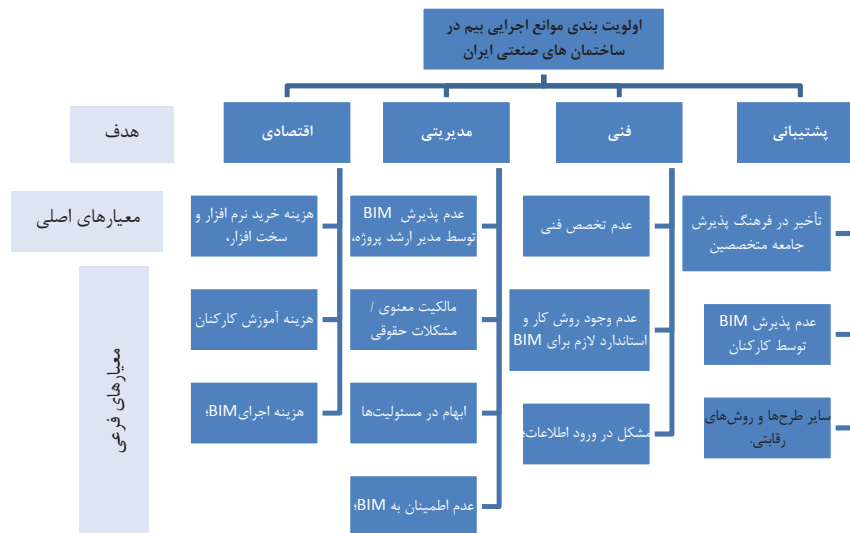 اولویت بندی موانع اجرایی بیم در
ساختمان های صنعتی ایران
هدف
پشتیبانی
فنی
مدیریتی
اقتصادی
معیارهای اصلی
معیارهای فرعی
تأخیر در فرهنگ پذیرش
جامعه متخصصین
عدم پذیرش BIM
توسط کارکنان
سایر طرح‌ها و روش‌های
رقابتی.
عدم تخصص فنی
عدم وجود روش کار و
استاندارد لازم برای BIM
مشکل در ورود اطلاعات؛
عدم پذیرش BIM
توسط مدیر ارشد پروژه،
مالکیت معنوی /
مشکلات حقوقی
ابهام در مسئولیت‌ها
عدم اطمینان به BIM؛
هزینه خرید نرم افزار و
سخت افزار،
هزینه آموزش کارکنان
هزینه اجرای BIM؛